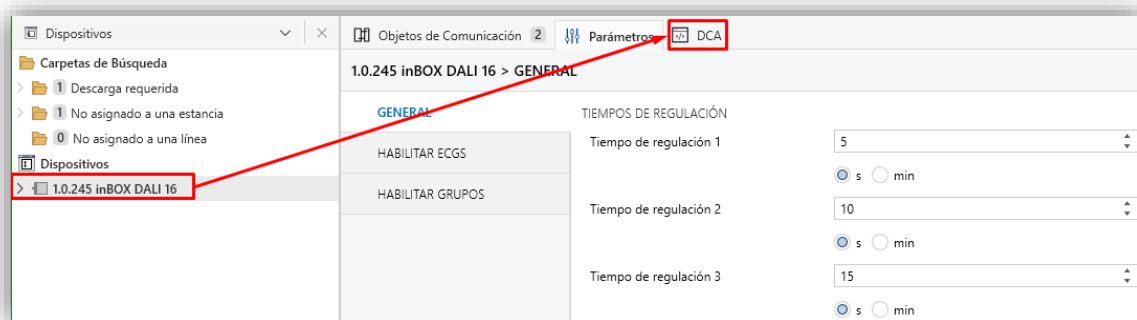 Dispositivos
Carpetas de Búsqueda
1 Descarga requerida
1 No asignado a una estancia
0 No asignado a una línea
Dispositivos
1.0.245 inBOX DALI 16
Objetos de Comunicación 2 Parámetros DCA
1.0.245 inBOX DALI 16 > GENERAL
GENERAL
HABILITAR ECGS
HABILITAR GRUPOS
TIEMPOS DE REGULACIÓN
Tiempo de regulación 1 5
s min
Tiempo de regulación 2 10
s min
Tiempo de regulación 3 15
s min